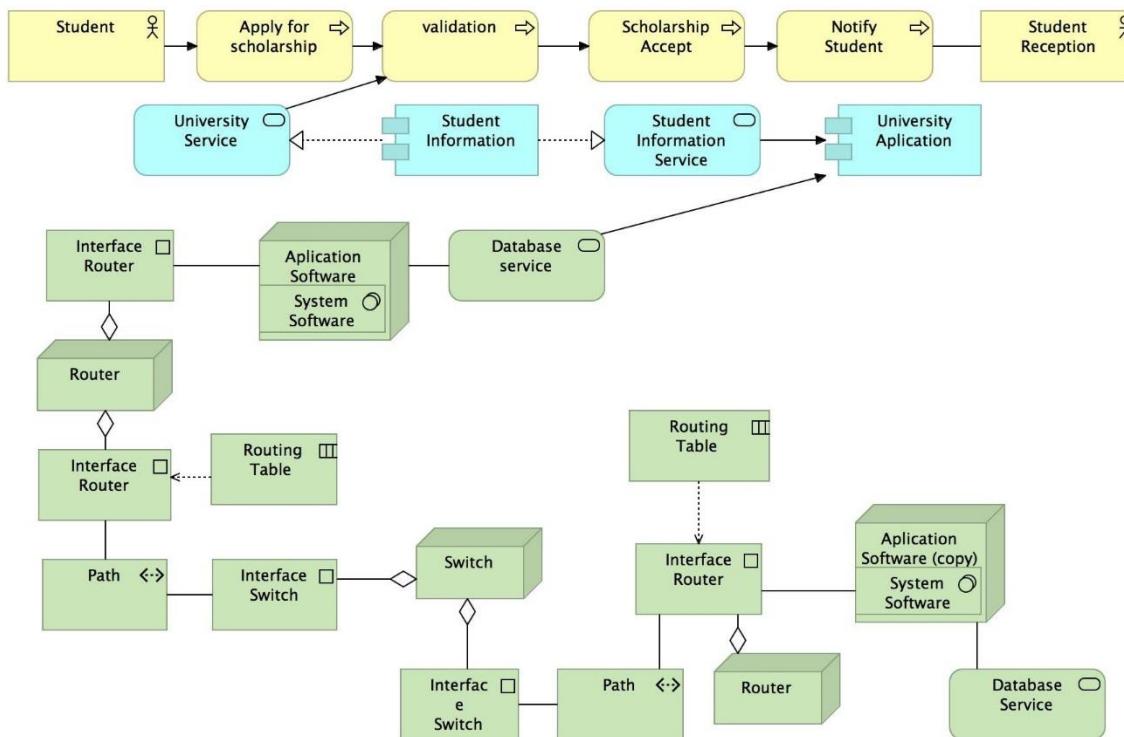 Student
Apply for
scholarship
validation
Scholarship
Accept
Notify
Student
Student
Reception
University
Service
Student
Information
Student
Information
Service
University
Aplication
Interface
Router
Aplication
Software
System
Software
Database
service
Router
Interface
Router
Routing
Table
Routing
Table
Path
Interface
Switch
Switch
Interface
Router
Aplication
Software (copy)
System
Software
Interfac
e
Switch
Path
Router
Database
Service